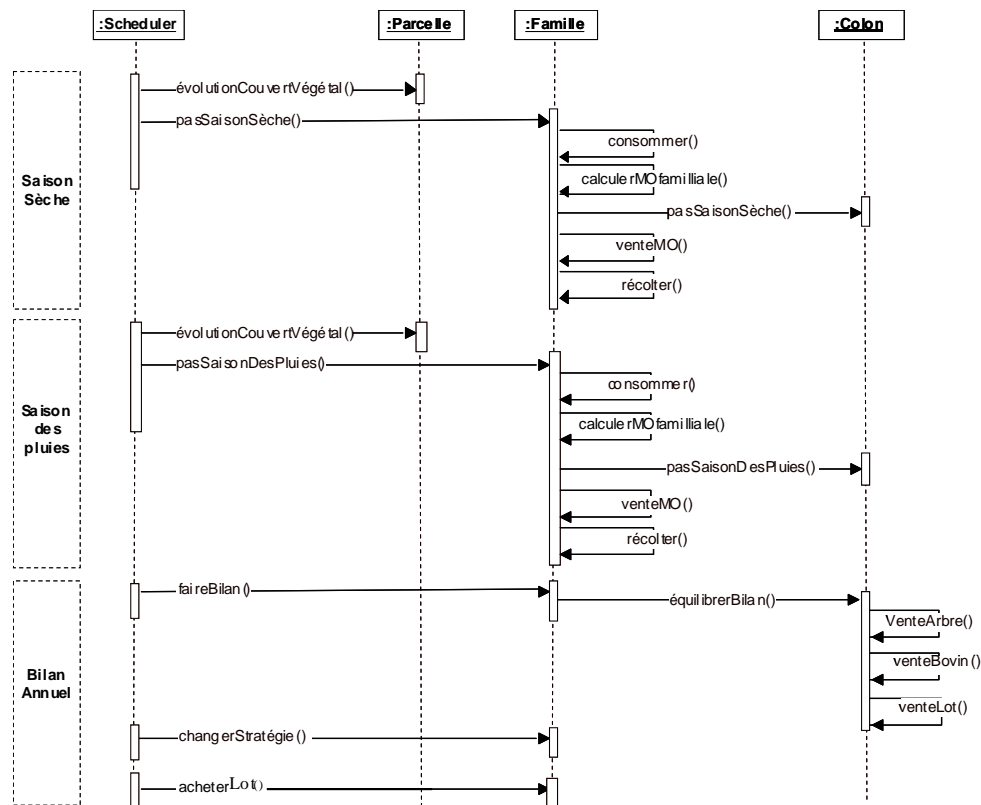 :Scheduler
:Parcelle
:Famille
:Colon
Saison
Sèche
évolutionCouvertVégétal()
pasSaisonSèche()
consommer()
calculerMOfamilliale()
pasSaisonSèche()
venteMO()
récolter()
Saison
des
pluies
évolutionCouvertVégétal()
pasSaisonDesPluies()
consommer()
calculerMOfamilliale()
pasSaisonDesPluies()
venteMO()
récolter()
Bilan
Annuel
faireBilan()
équilibrerBilan()
VenteArbre()
venteBovin()
venteLot()
changerStratégie()
acheterLot()